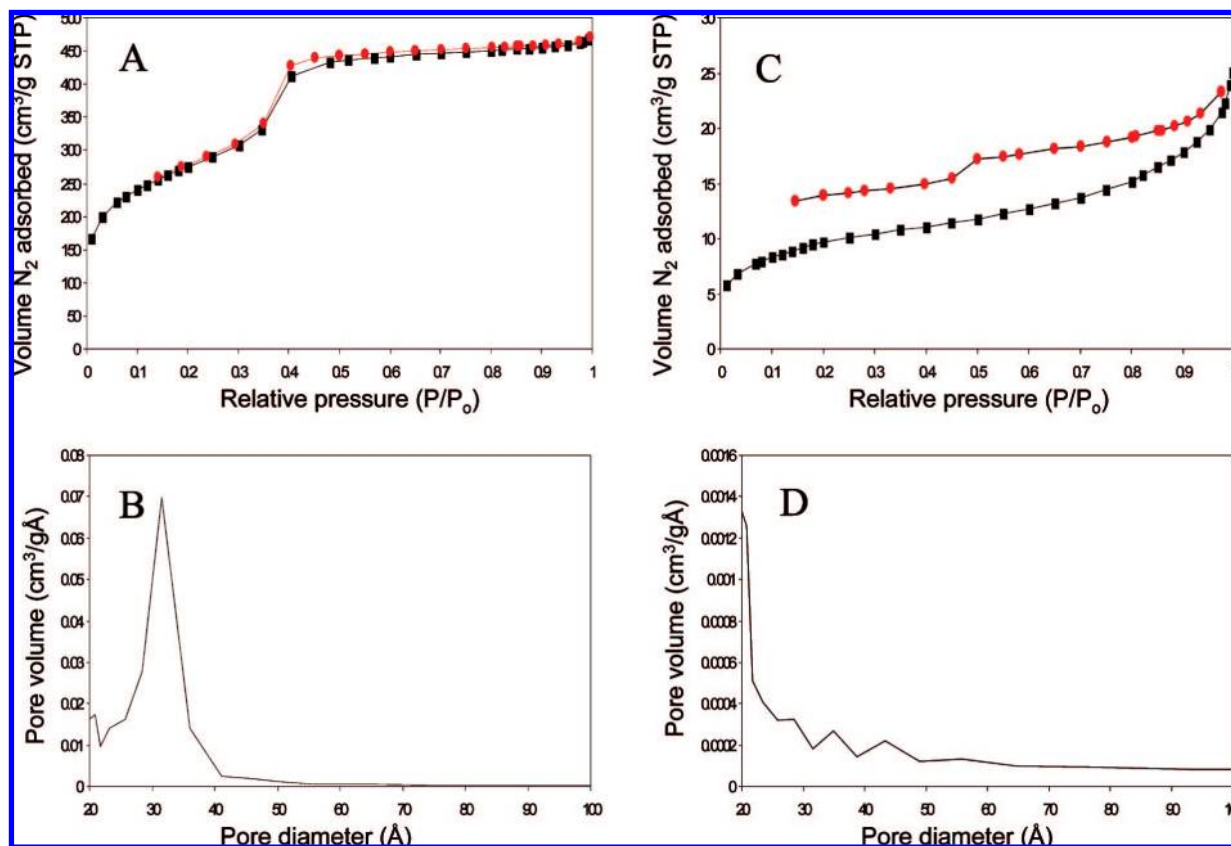 A
Volume N₂ adsorbed (cm³/g STP)
500
450
400
350
300
250
200
150
100
50
0
0 0.1 0.2 0.3 0.4 0.5 0.6 0.7 0.8 0.9 1
Relative pressure (P/Pₒ)
C
Volume N₂ adsorbed (cm³/g STP)
30
25
20
15
10
5
0
0 0.1 0.2 0.3 0.4 0.5 0.6 0.7 0.8 0.9
Relative pressure (P/Pₒ)
B
Pore volume (cm³/gÅ)
0.08
0.07
0.06
0.05
0.04
0.03
0.02
0.01
0
20 30 40 50 60 70 80 90 100
Pore diameter (Å)
D
Pore volume (cm³/gÅ)
0.0016
0.0014
0.0012
0.001
0.0008
0.0006
0.0004
0.0002
0
20 30 40 50 60 70 80 90
Pore diameter (Å)